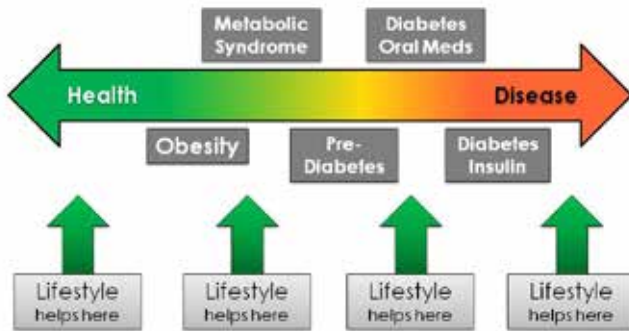 Metabolic
Syndrome
Diabetes
Oral Meds
Health
Disease
Obesity
Pre-
Diabetes
Diabetes
Insulin
Lifestyle
helps here
Lifestyle
helps here
Lifestyle
helps here
Lifestyle
helps here